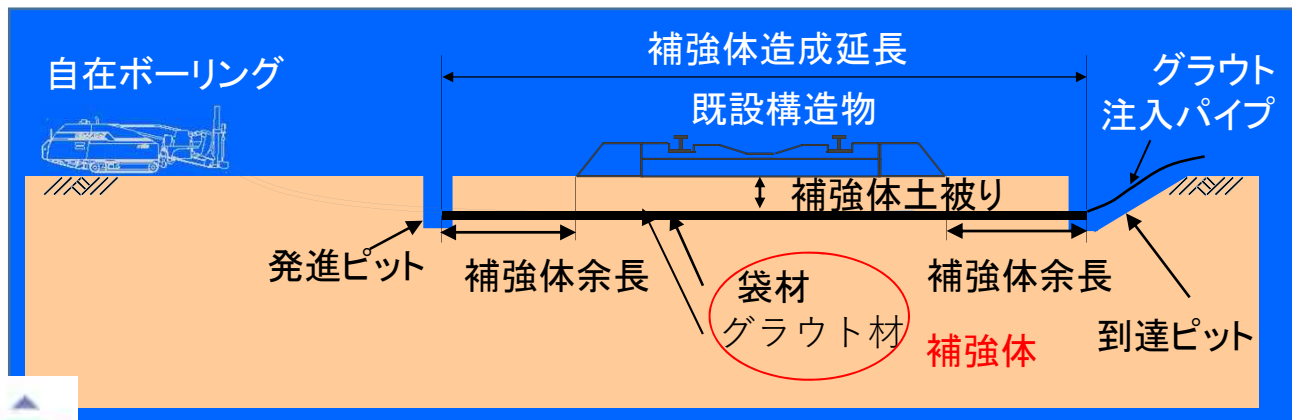 補強体造成延長
自在ボーリング
グラウト
注入パイプ
既設構造物
補強体土被り
発進ピット
補強体余長
袋材
グラウト材
補強体
補強体余長
到達ピット